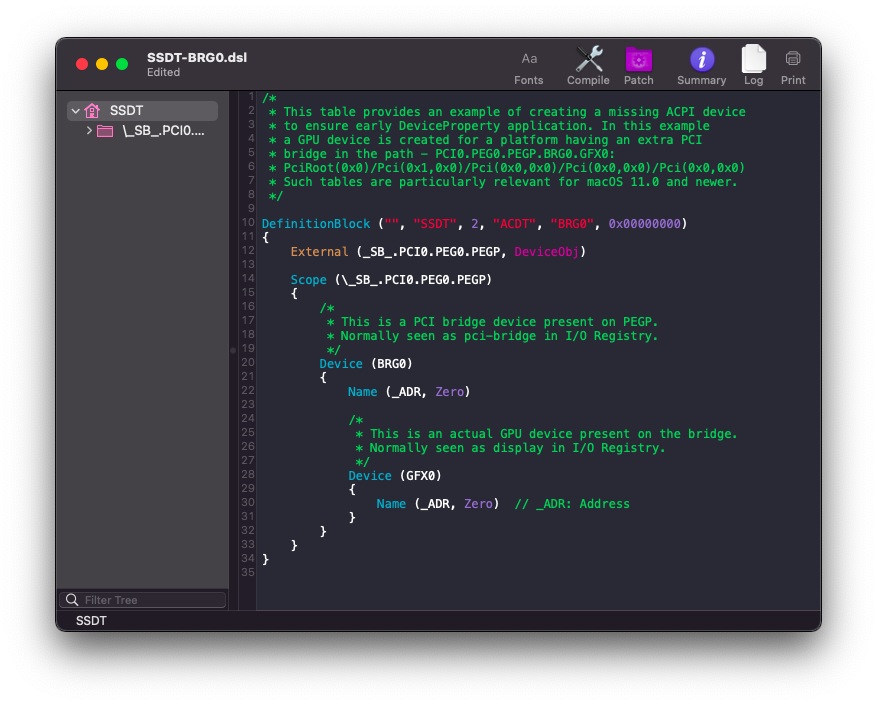 SSDT-BRG0.dsl
Edited
Aa
Fonts
Compile
Patch
Summary
Log
Print
SSDT
\_SB_.PCI0....
1 /*
2  * This table provides an example of creating a missing ACPI device
3  * to ensure early DeviceProperty application. In this example
4  * a GPU device is created for a platform having an extra PCI
5  * bridge in the path - PCI0.PEG0.PEGP.BRG0.GFX0:
6  * PciRoot(0x0)/Pci(0x1,0x0)/Pci(0x0,0x0)/Pci(0x0,0x0)/Pci(0x0,0x0)
7  * Such tables are particularly relevant for macOS 11.0 and newer.
8  */
9
10 DefinitionBlock ("", "SSDT", 2, "ACDT", "BRG0", 0x00000000)
11 {
12     External (_SB_.PCI0.PEG0.PEGP, DeviceObj)
13
14     Scope (\_SB_.PCI0.PEG0.PEGP)
15     {
16         /*
17          * This is a PCI bridge device present on PEGP.
18          * Normally seen as pci-bridge in I/O Registry.
19          */
20         Device (BRG0)
21         {
22             Name (_ADR, Zero)
23
24             /*
25              * This is an actual GPU device present on the bridge.
26              * Normally seen as display in I/O Registry.
27              */
28             Device (GFX0)
29             {
30                 Name (_ADR, Zero)  // _ADR: Address
31             }
32         }
33     }
34 }
35
Filter Tree
SSDT